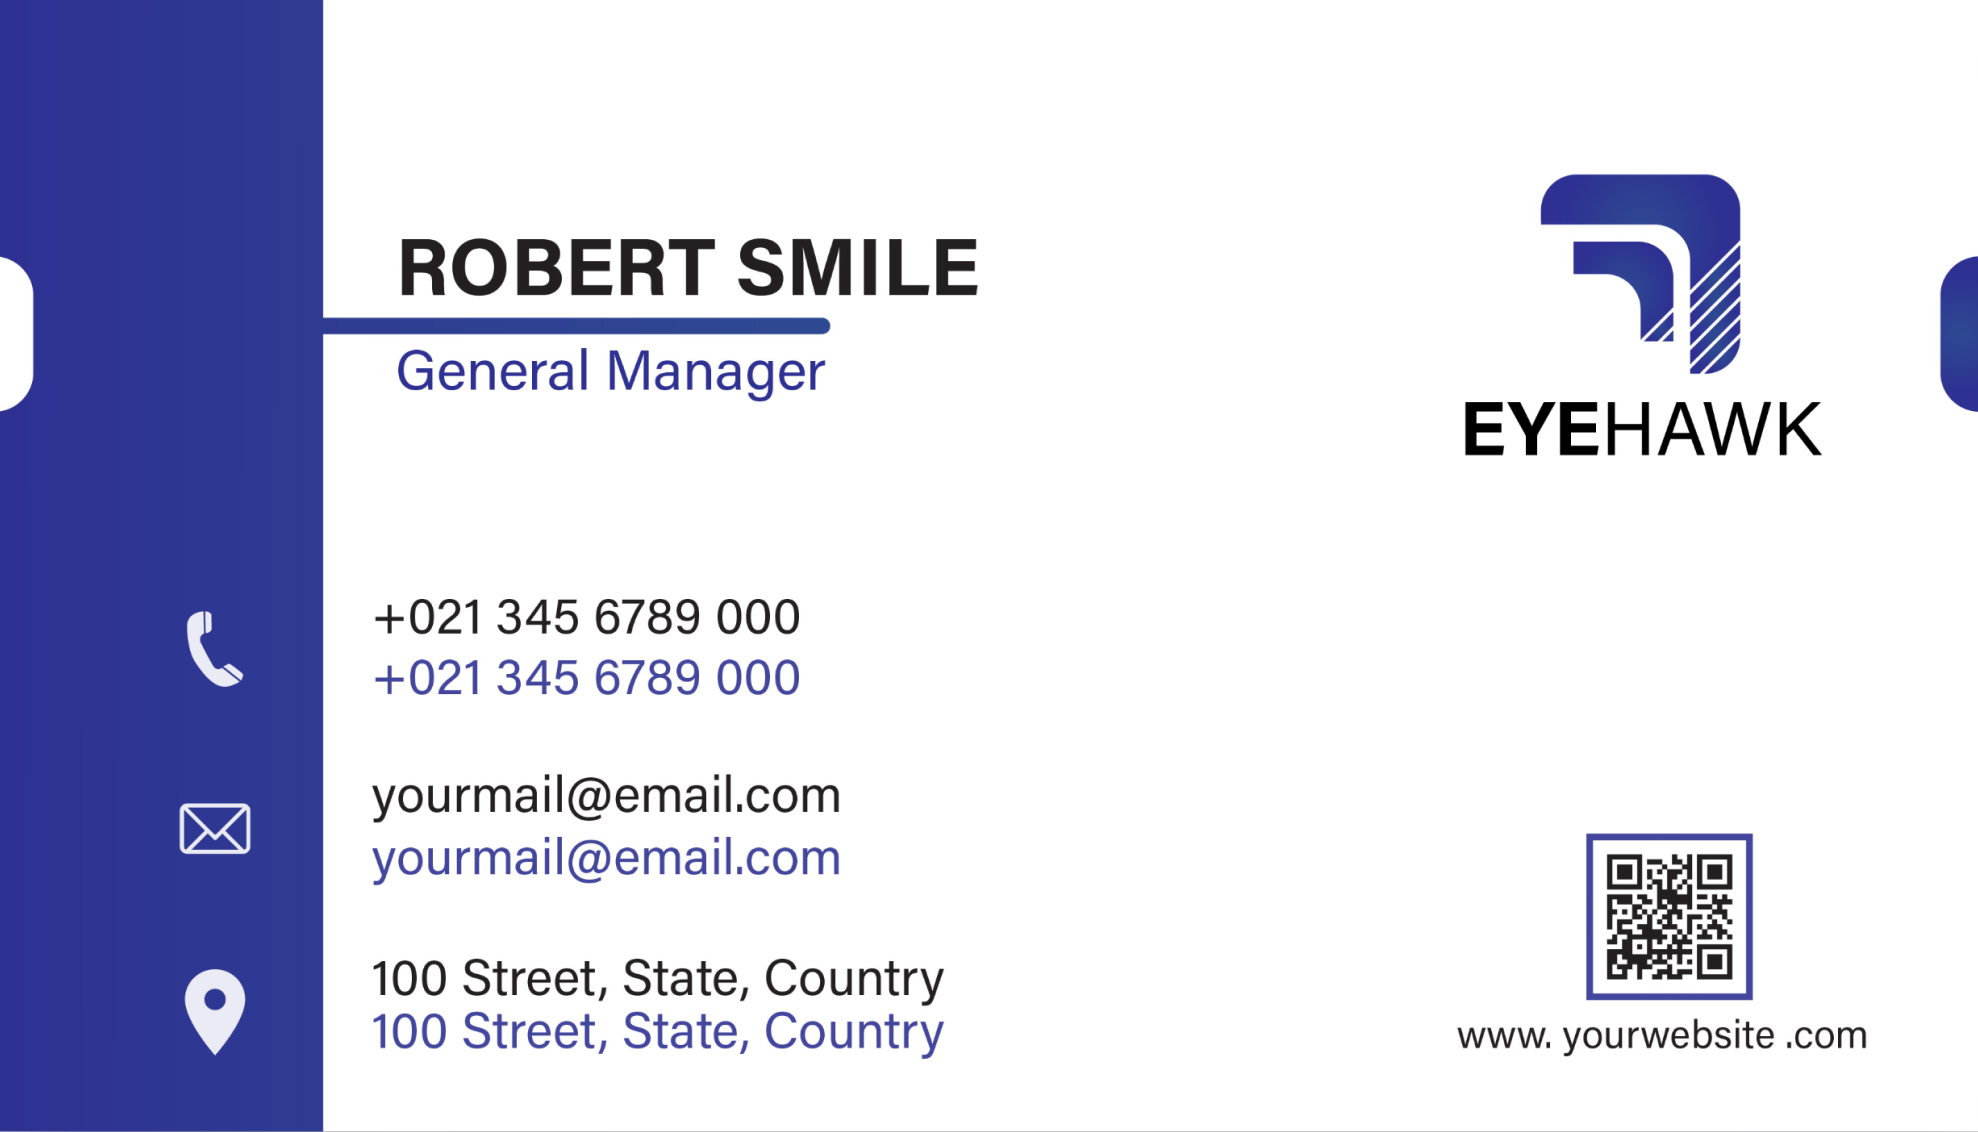 ROBERT SMILE
General Manager
EYEHAWK
+021 345 6789 000
+021 345 6789 000
yourmail@email.com
yourmail@email.com
100 Street, State, Country
100 Street, State, Country
www. yourwebsite .com